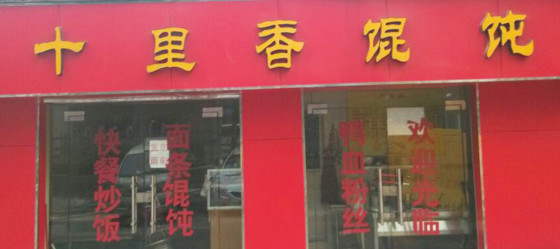 十里香馄饨
快餐炒饭
面条馄饨
鸭血粉丝
欢迎光临